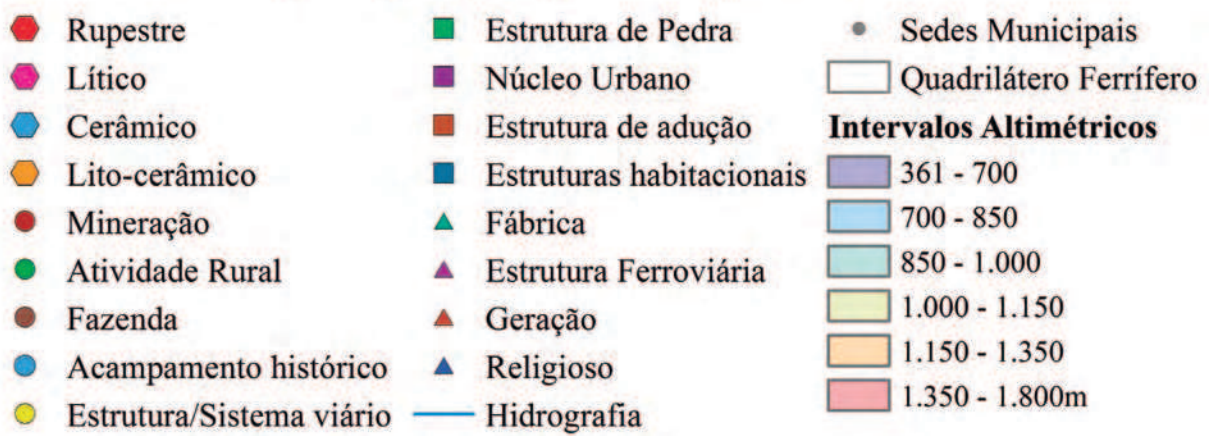 Rupestre
Lítico
Cerâmico
Lito-cerâmico
Mineração
Atividade Rural
Fazenda
Acampamento histórico
Estrutura/Sistema viário
Estrutura de Pedra
Núcleo Urbano
Estrutura de adução
Estruturas habitacionais
Fábrica
Estrutura Ferroviária
Geração
Religioso
Hidrografia
Sedes Municipais
Quadrilátero Ferrífero
Intervalos Altimétricos
361 - 700
700 - 850
850 - 1.000
1.000 - 1.150
1.150 - 1.350
1.350 - 1.800m